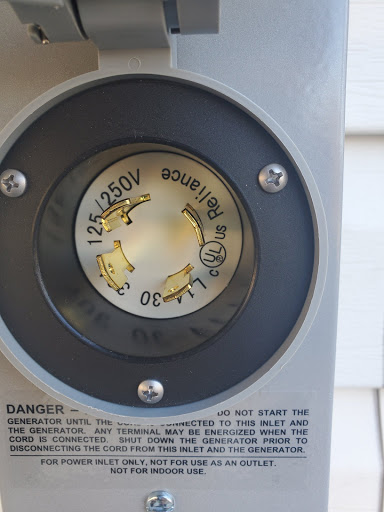 125/250V
Reliance
C UL US
DANGER – DO NOT START THE
GENERATOR UNTIL THE CONNECTED TO THIS INLET AND
THE GENERATOR. ANY TERMINAL MAY BE ENERGIZED WHEN THE
CORD IS CONNECTED. SHUT DOWN THE GENERATOR PRIOR TO
DISCONNECTING THE CORD FROM THIS INLET AND THE GENERATOR.
FOR POWER INLET ONLY, NOT FOR USE AS AN OUTLET.
NOT FOR INDOOR USE.